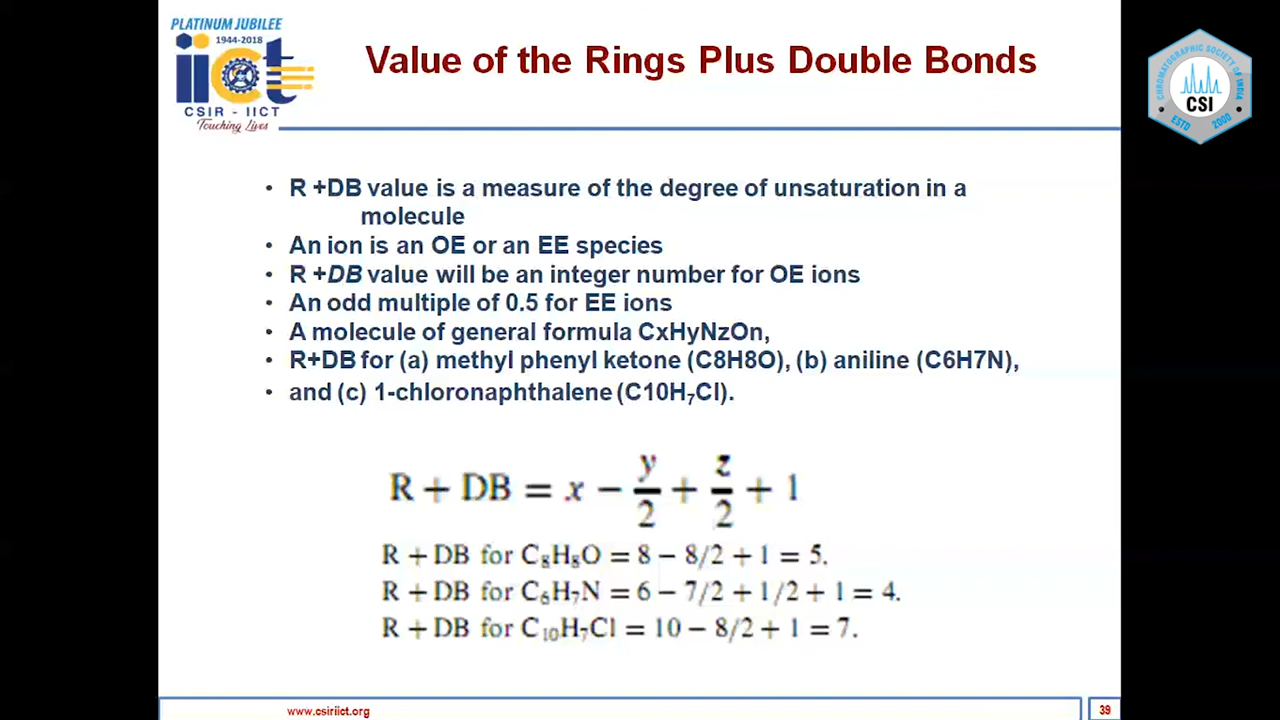 PLATINUM JUBILEE
1944-2018
iict
CSIR - IICT
Touching Lives
Value of the Rings Plus Double Bonds
CHROMATOGRAPHIC SOCIETY OF INDIA
CSI
ESTD 2000
• R +DB value is a measure of the degree of unsaturation in a
molecule
• An ion is an OE or an EE species
• R +DB value will be an integer number for OE ions
• An odd multiple of 0.5 for EE ions
• A molecule of general formula CxHyNzOn,
• R+DB for (a) methyl phenyl ketone (C8H8O), (b) aniline (C6H7N),
• and (c) 1-chloronaphthalene (C10H₇Cl).
R + DB = x − y/2 + z/2 + 1
R + DB for C₈H₈O = 8 − 8/2 + 1 = 5.
R + DB for C₆H₇N = 6 − 7/2 + 1/2 + 1 = 4.
R + DB for C₁₀H₇Cl = 10 − 8/2 + 1 = 7.
www.csiriict.org
39